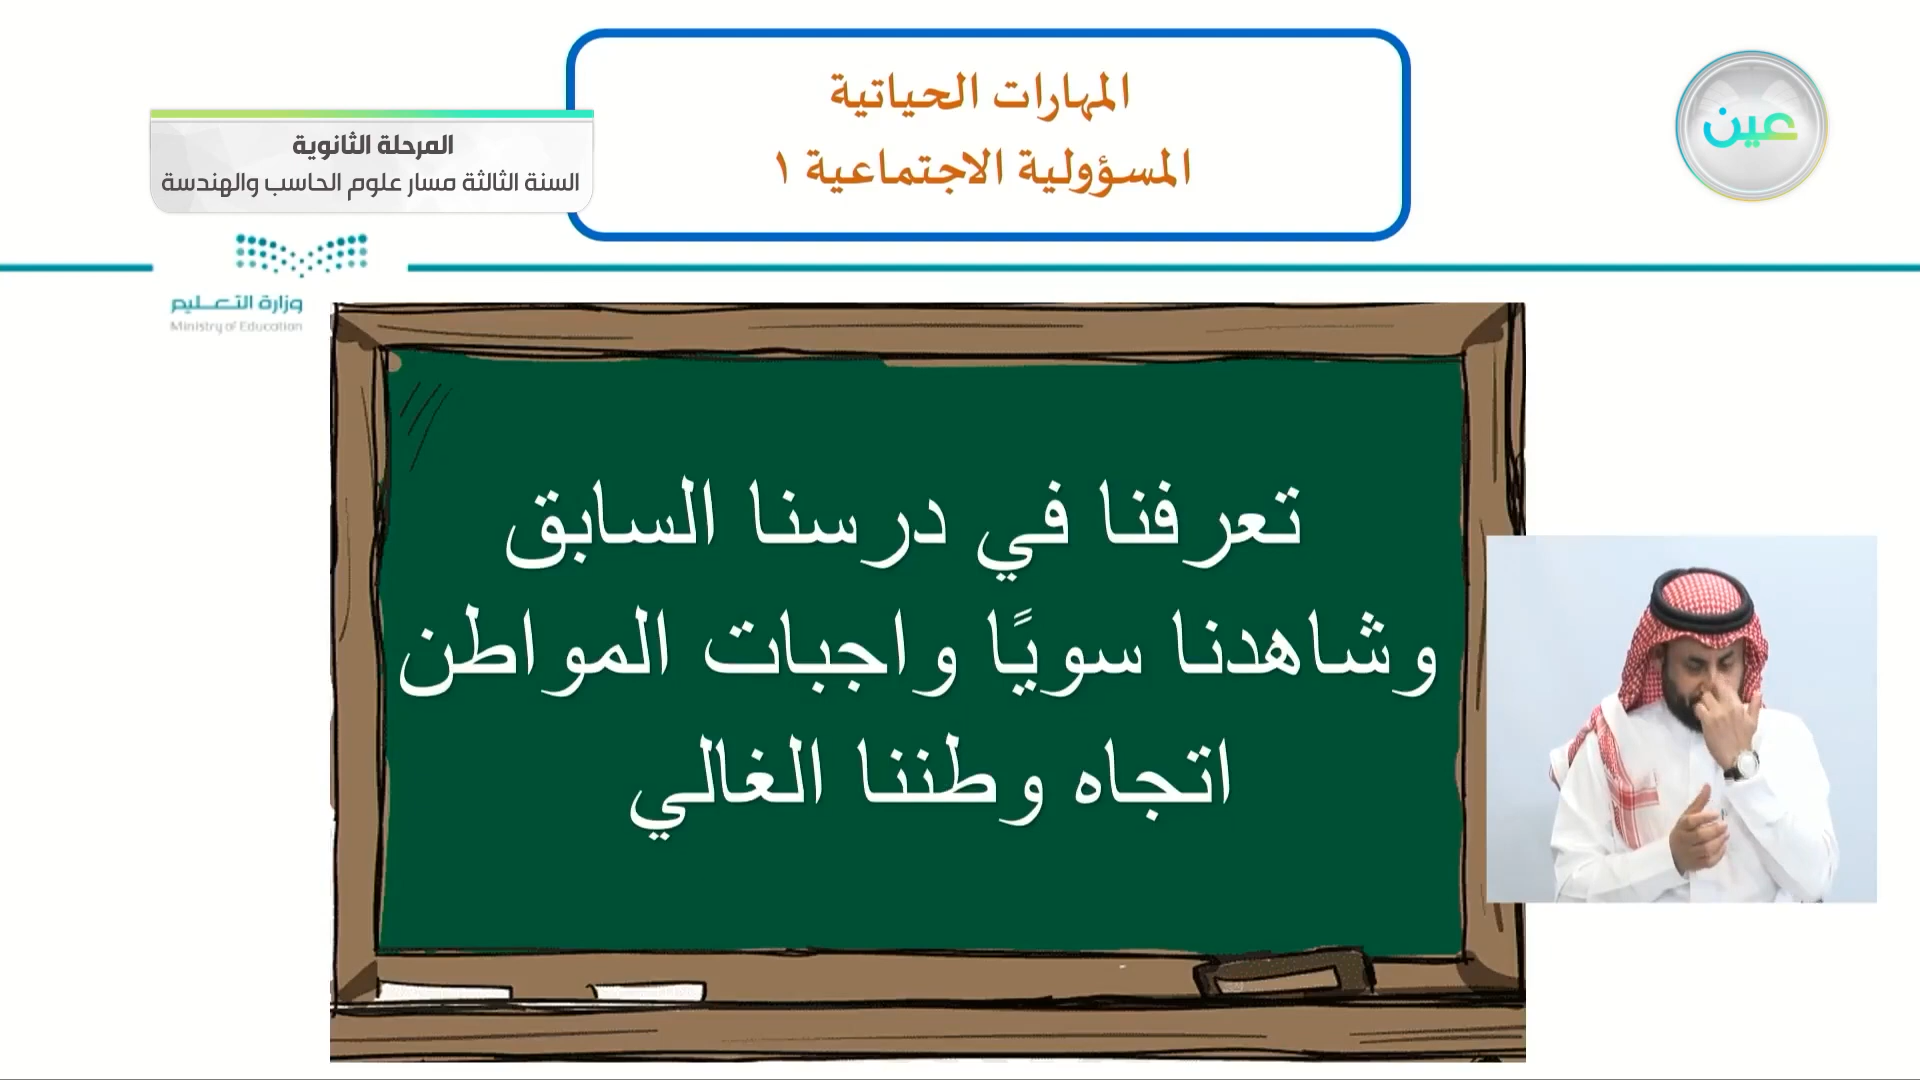 المهارات الحياتية
المسؤولية الاجتماعية ١
عين
المرحلة الثانوية
السنة الثالثة مسار علوم الحاسب والهندسة
وزارة التعليم
Ministry of Education
تعرفنا في درسنا السابق
وشاهدنا سويًا واجبات المواطن
اتجاه وطننا الغالي